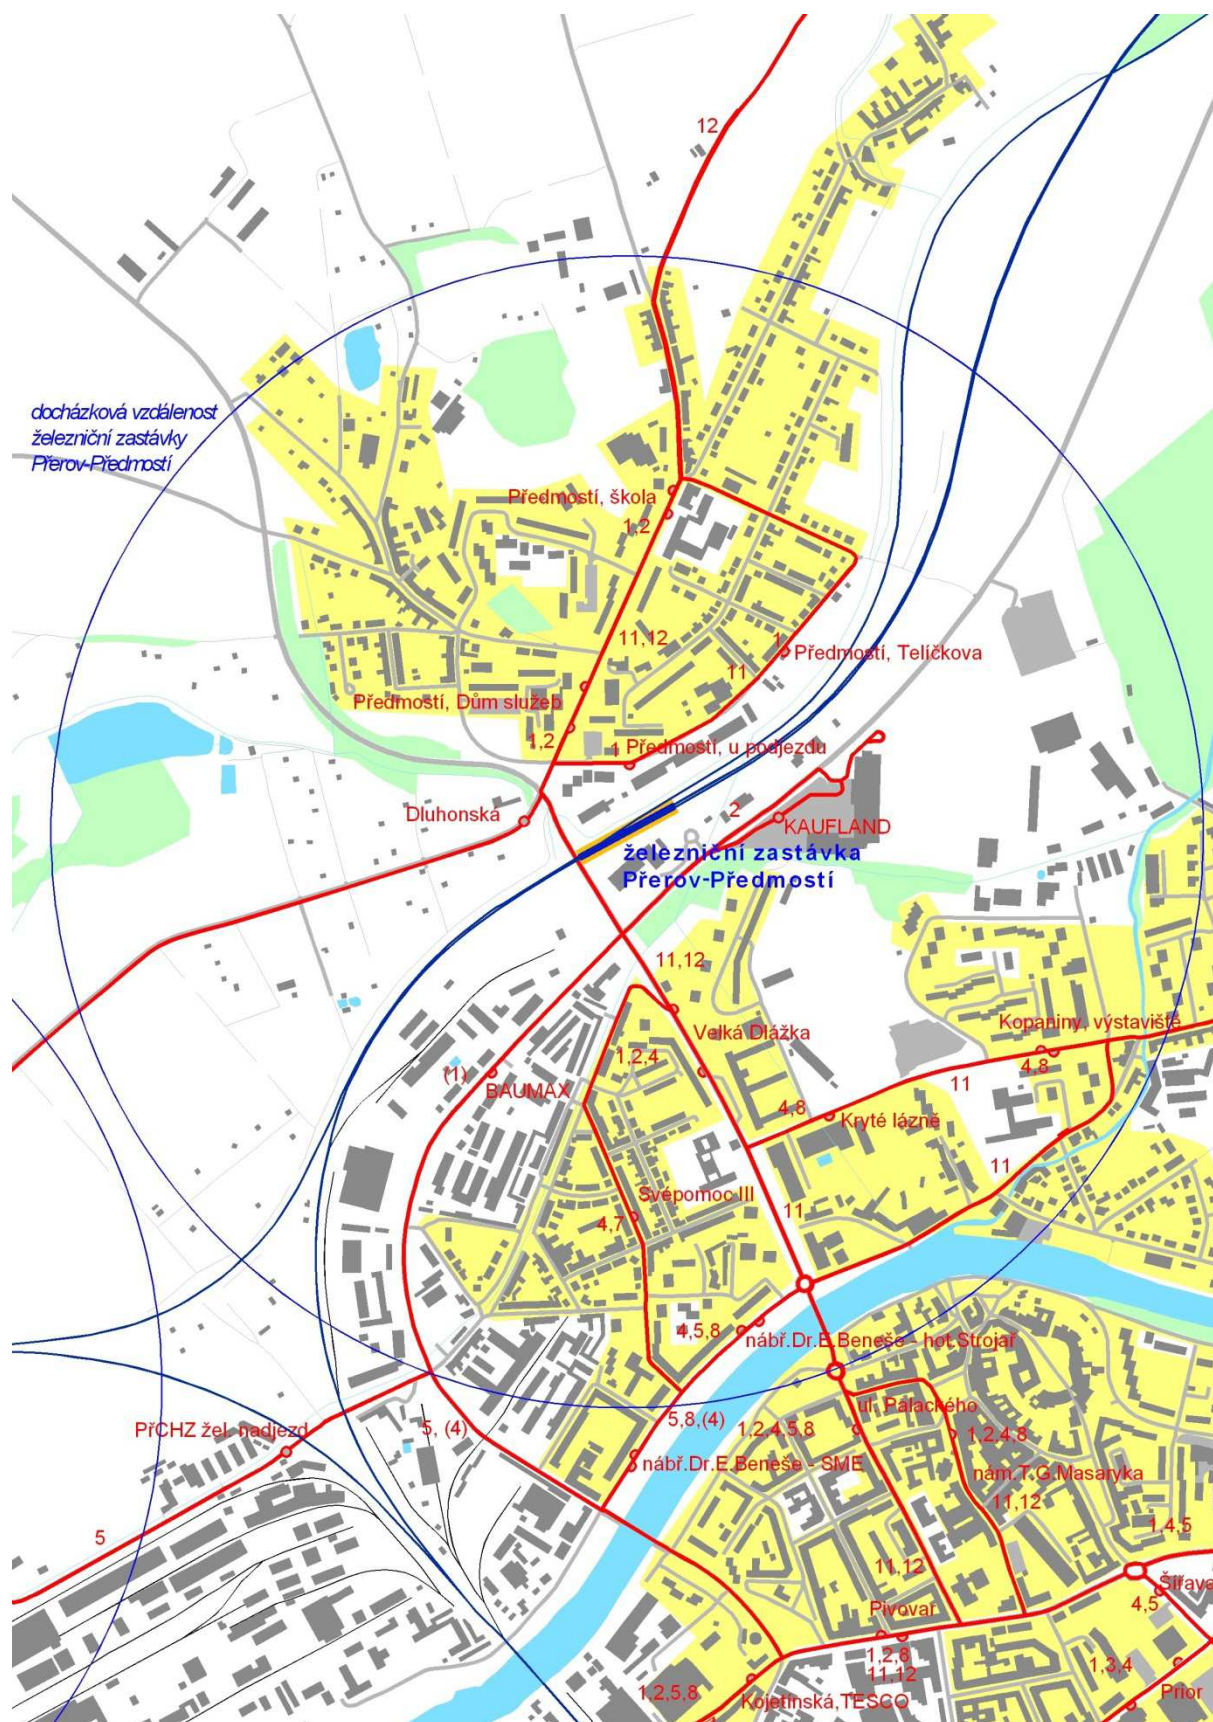 12
docházková vzdálenost
železniční zastávky
Přerov-Předmostí
Předmostí, škola
1,2
11,12
1
Předmostí, Telíčkova
11
Předmostí, Dům služeb
1,2
1
Předmostí, u podjezdu
Dluhonská
2
KAUFLAND
železniční zastávka
Přerov-Předmostí
11,12
Velká Dlážka
Kopaniny, výstaviště
1,2,4
4,8
(1)
BAUMAX
11
4,8
Kryté lázně
11
Svépomoc III
4,7
11
4,5,8
nábř.Dr.E.Beneše - hot.Strojař
ul. Palackého
PřCHZ žel. nadjezd
5, (4)
5,8,(4)
1,2,4,5,8
1,2,4,8
nábř.Dr.E.Beneše - SME
nám.T.G.Masaryka
11,12
5
1,4,5
11,12
Šířava
4,5
Pivovar
1,2,8
11,12
1,3,4
1,2,5,8
Kojetínská,TESCO
Prior